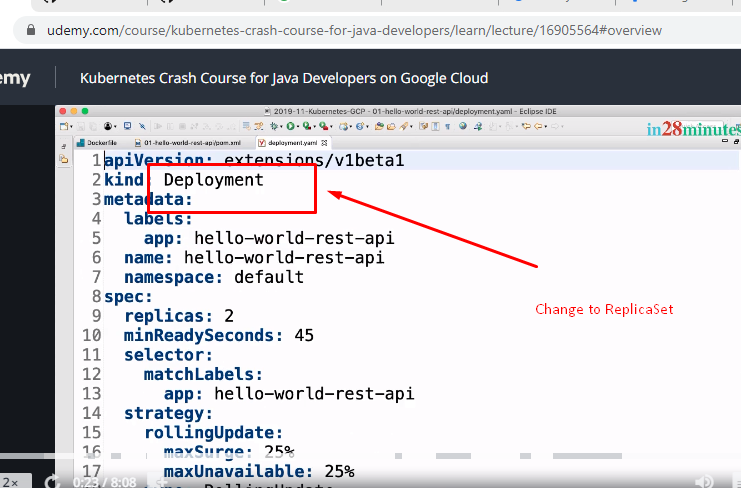 udemy.com/course/kubernetes-crash-course-for-java-developers/learn/lecture/16905564#overview
emy Kubernetes Crash Course for Java Developers on Google Cloud
2019-11-Kubernetes-GCP - 01-hello-world-rest-api/deployment.yaml - Eclipse IDE
in28minutes
Dockerfile 01-hello-world-rest-api/pom.xml deployment.yaml
1 apiVersion: extensions/v1beta1
2 kind: Deployment
3 metadata:
4 labels:
5 app: hello-world-rest-api
6 name: hello-world-rest-api
7 namespace: default
8 spec:
Change to ReplicaSet
9 replicas: 2
10 minReadySeconds: 45
11 selector:
12 matchLabels:
13 app: hello-world-rest-api
14 strategy:
15 rollingUpdate:
16 maxSurge: 25%
17 maxUnavailable: 25%
2× 0:23 / 8:08
RollingUpdate